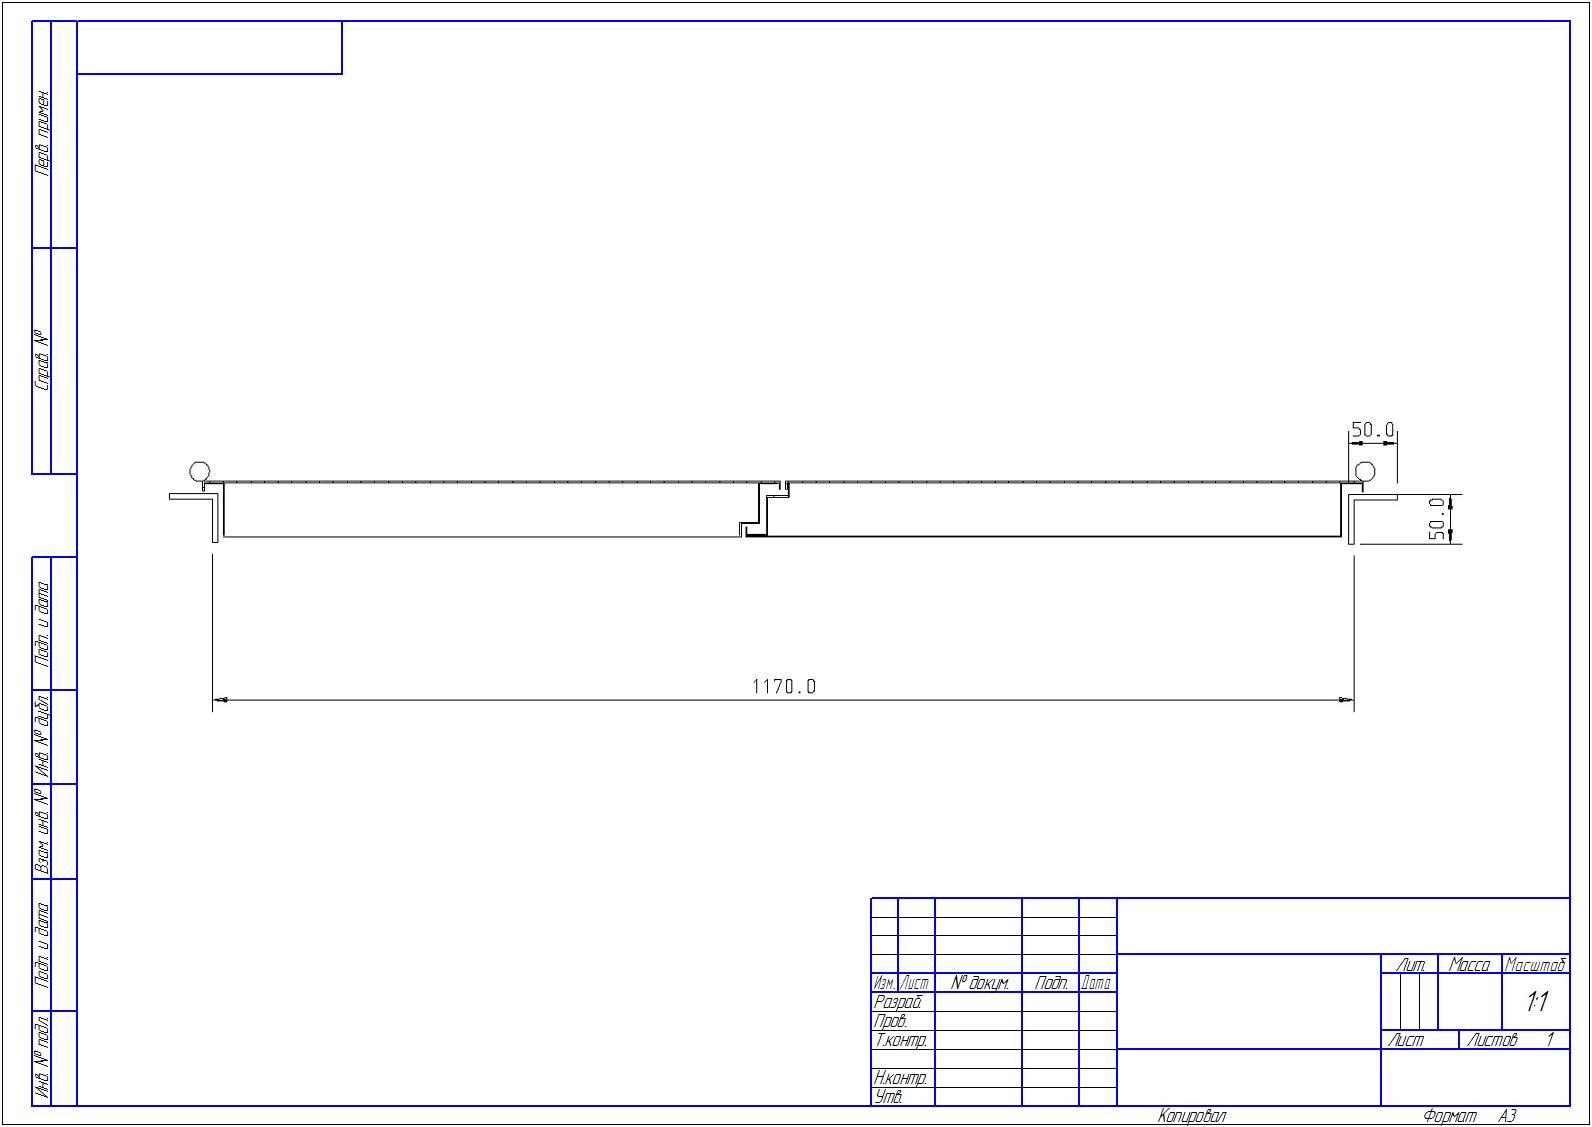 Перв. примен.
Справ. №
Подп. и дата
Инв. № дубл.
Взам. инв. №
Подп. и дата
Инв. № подл.
50.0
50.0
1170.0
Лит. Масса Масштаб
Изм. Лист № докум. Подп. Дата
Разраб. 1:1
Пров.
Т.контр. Лист Листов 1
Н.контр.
Утв.
Копировал Формат А3